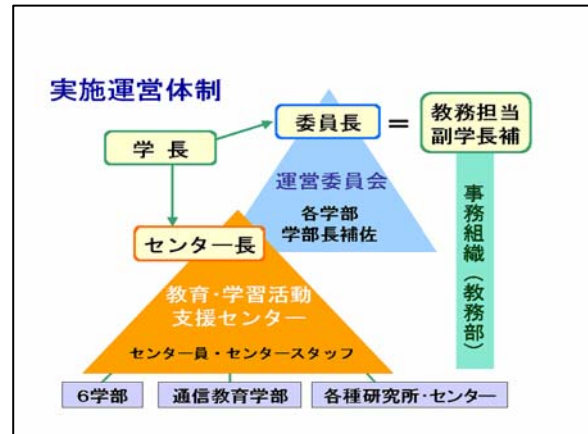 実施運営体制
委員長
=
教務担当
副学長補
学 長
運営委員会
各学部
学部長補佐
事務組織（教務部）
センター長
教育・学習活動
支援センター
センター員・センタースタッフ
6学部
通信教育学部
各種研究所・センター